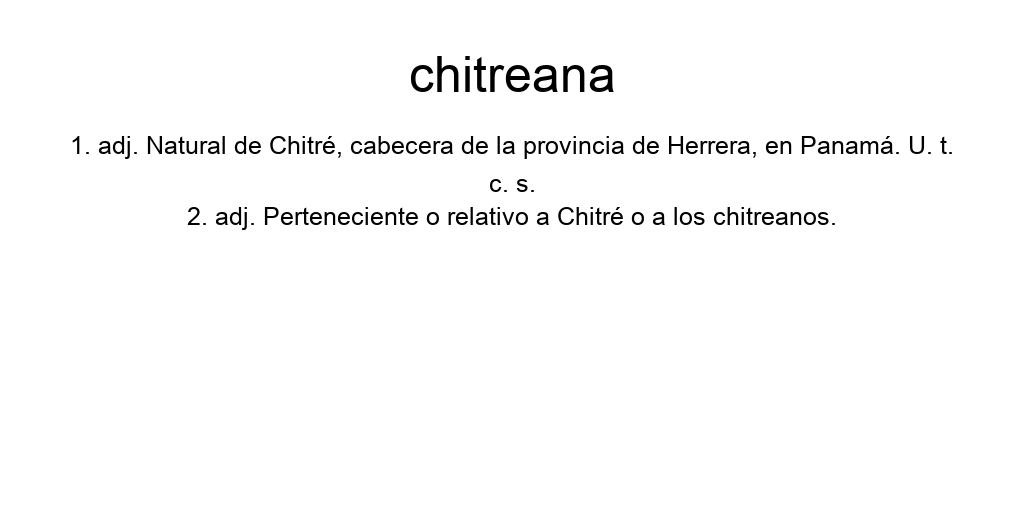 chitreana
1. adj. Natural de Chitré, cabecera de la provincia de Herrera, en Panamá. U. t.
c. s.
2. adj. Perteneciente o relativo a Chitré o a los chitreanos.